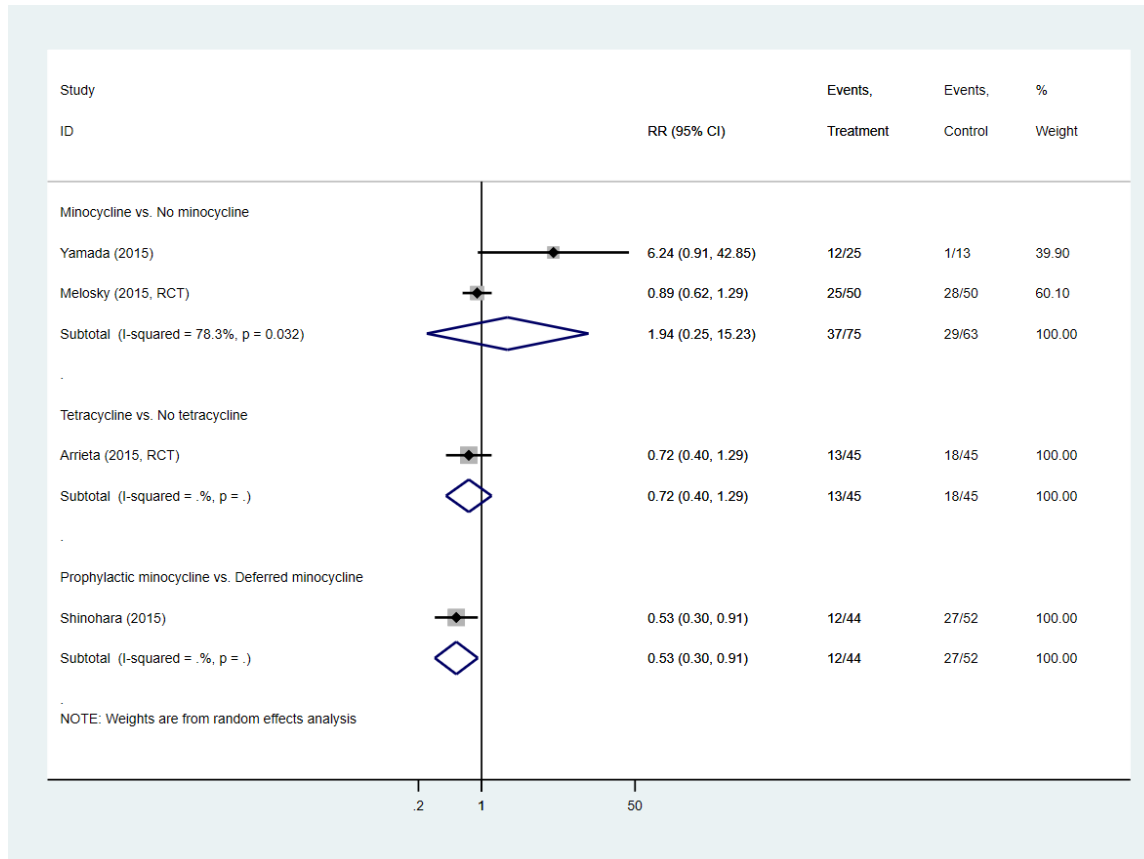 Study Events, Events, %
ID RR (95% CI) Treatment Control Weight
Minocycline vs. No minocycline
Yamada (2015) 6.24 (0.91, 42.85) 12/25 1/13 39.90
Melosky (2015, RCT) 0.89 (0.62, 1.29) 25/50 28/50 60.10
Subtotal (I-squared = 78.3%, p = 0.032) 1.94 (0.25, 15.23) 37/75 29/63 100.00
.
Tetracycline vs. No tetracycline
Arrieta (2015, RCT) 0.72 (0.40, 1.29) 13/45 18/45 100.00
Subtotal (I-squared = .%, p = .) 0.72 (0.40, 1.29) 13/45 18/45 100.00
.
Prophylactic minocycline vs. Deferred minocycline
Shinohara (2015) 0.53 (0.30, 0.91) 12/44 27/52 100.00
Subtotal (I-squared = .%, p = .) 0.53 (0.30, 0.91) 12/44 27/52 100.00
.
NOTE: Weights are from random effects analysis
.2 1 50